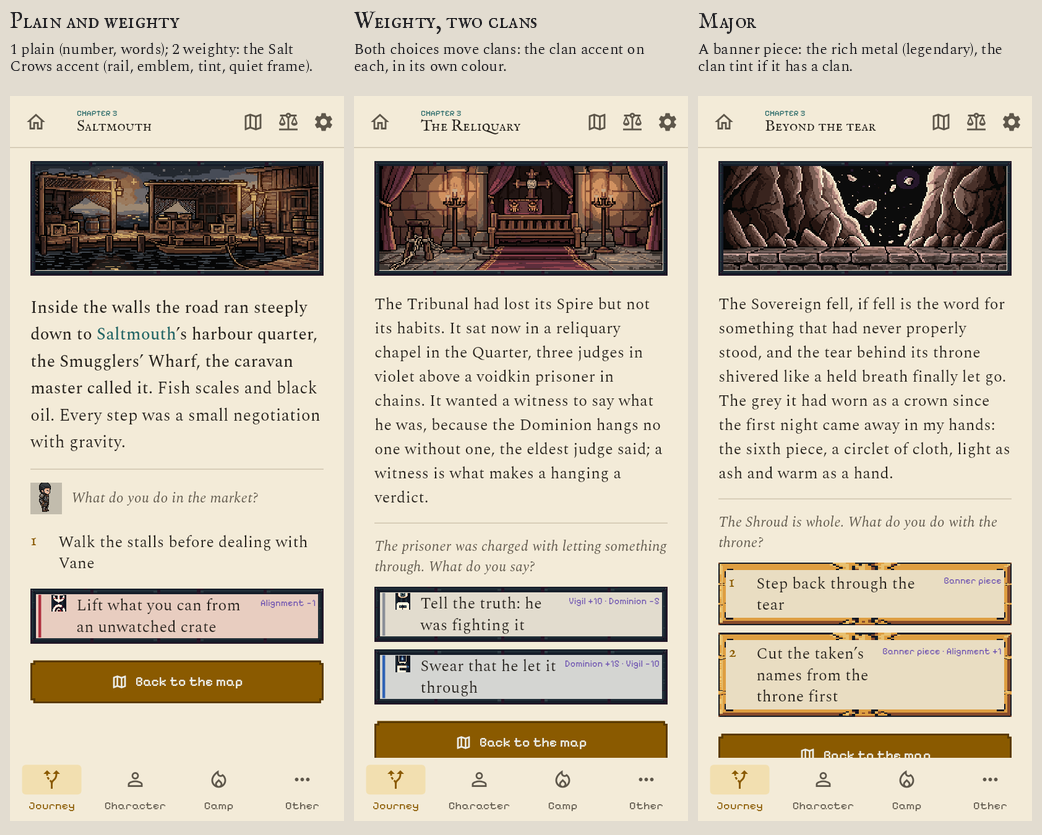 Plain and weighty
1 plain (number, words); 2 weighty: the Salt
Crows accent (rail, emblem, tint, quiet frame).
CHAPTER 3
Saltmouth
Inside the walls the road ran steeply
down to Saltmouth's harbour quarter,
the Smugglers' Wharf, the caravan
master called it. Fish scales and black
oil. Every step was a small negotiation
with gravity.
What do you do in the market?
1 Walk the stalls before dealing with
Vane
Lift what you can from Alignment -1
an unwatched crate
Back to the map
Journey Character Camp Other
Weighty, two clans
Both choices move clans: the clan accent on
each, in its own colour.
CHAPTER 3
The Reliquary
The Tribunal had lost its Spire but not
its habits. It sat now in a reliquary
chapel in the Quarter, three judges in
violet above a voidkin prisoner in
chains. It wanted a witness to say what
he was, because the Dominion hangs no
one without one, the eldest judge said; a
witness is what makes a hanging a
verdict.
The prisoner was charged with letting something
through. What do you say?
Tell the truth: he Vigil +10 · Dominion -5
was fighting it
Swear that he let it Dominion +15 · Vigil -10
through
Back to the map
Journey Character Camp Other
Major
A banner piece: the rich metal (legendary), the
clan tint if it has a clan.
CHAPTER 3
Beyond the tear
The Sovereign fell, if fell is the word for
something that had never properly
stood, and the tear behind its throne
shivered like a held breath finally let go.
The grey it had worn as a crown since
the first night came away in my hands:
the sixth piece, a circlet of cloth, light as
ash and warm as a hand.
The Shroud is whole. What do you do with the
throne?
1 Step back through the Banner piece
tear
2 Cut the taken's Banner piece · Alignment +1
names from the
throne first
Back to the map
Journey Character Camp Other